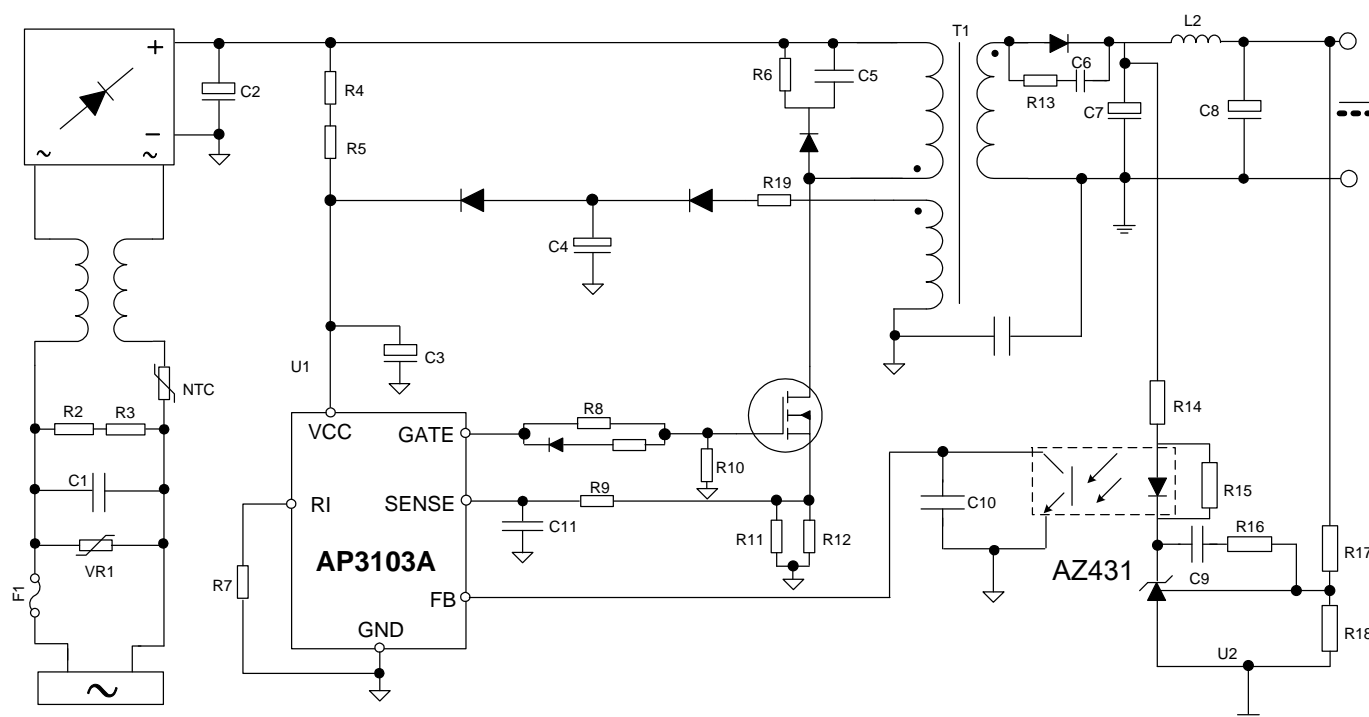 T1
L2
+
C2
R4
R6
C5
R13
C6
C7
C8
R5
−
~
~
R19
C4
U1
C3
NTC
R2
R3
VCC
GATE
R8
R14
C1
R10
RI
SENSE
R9
C10
R15
C11
R11
R12
R16
VR1
AP3103A
AZ431
C9
R17
F1
R7
FB
GND
U2
R18
~